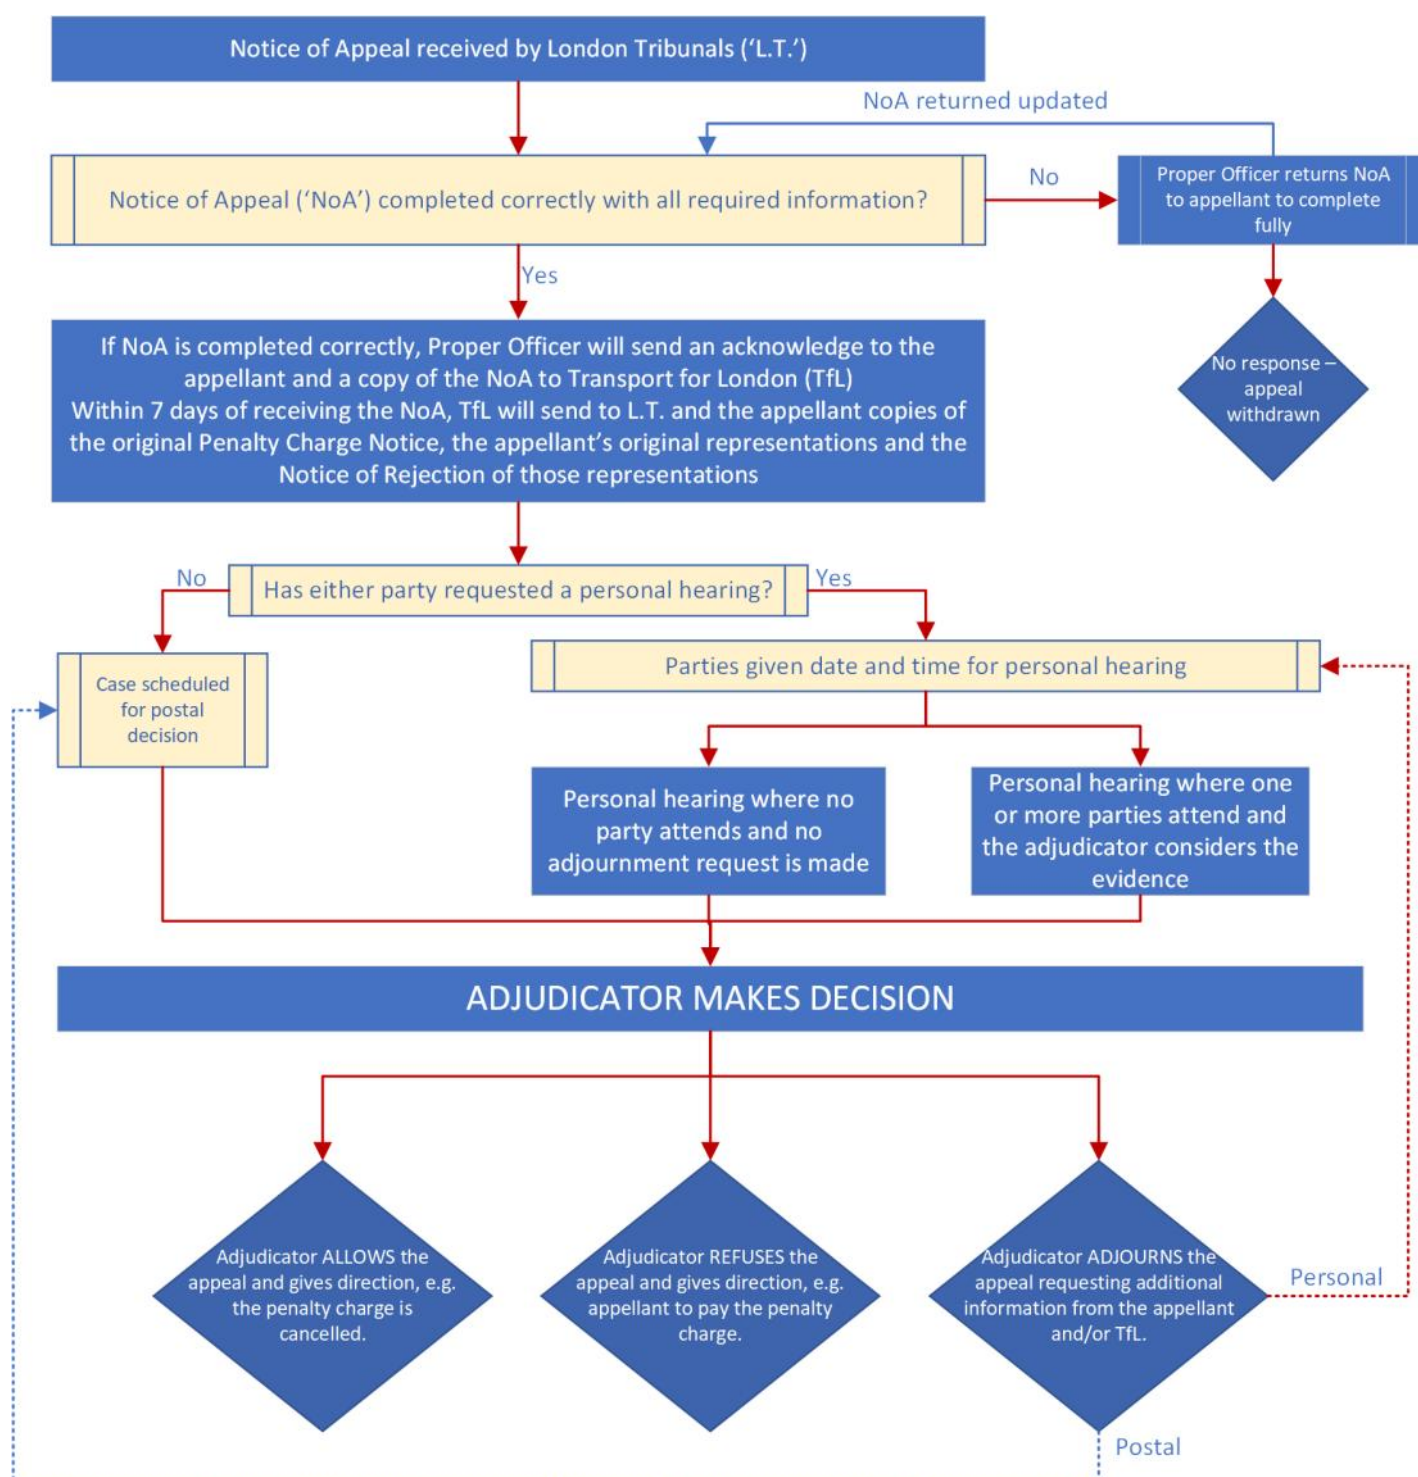 Notice of Appeal received by London Tribunals (‘L.T.’)
NoA returned updated
Notice of Appeal (‘NoA’) completed correctly with all required information?
No
Proper Officer returns NoA
to appellant to complete
fully
Yes
If NoA is completed correctly, Proper Officer will send an acknowledge to the
appellant and a copy of the NoA to Transport for London (TfL)
Within 7 days of receiving the NoA, TfL will send to L.T. and the appellant copies of
the original Penalty Charge Notice, the appellant’s original representations and the
Notice of Rejection of those representations
No response –
appeal
withdrawn
No
Has either party requested a personal hearing?
Yes
Parties given date and time for personal hearing
Case scheduled
for postal
decision
Personal hearing where no
party attends and no
adjournment request is made
Personal hearing where one
or more parties attend and
the adjudicator considers the
evidence
ADJUDICATOR MAKES DECISION
Adjudicator ALLOWS the
appeal and gives direction, e.g.
the penalty charge is
cancelled.
Adjudicator REFUSES the
appeal and gives direction, e.g.
appellant to pay the penalty
charge.
Adjudicator ADJOURNS the
appeal requesting additional
information from the appellant
and/or TfL.
Personal
Postal